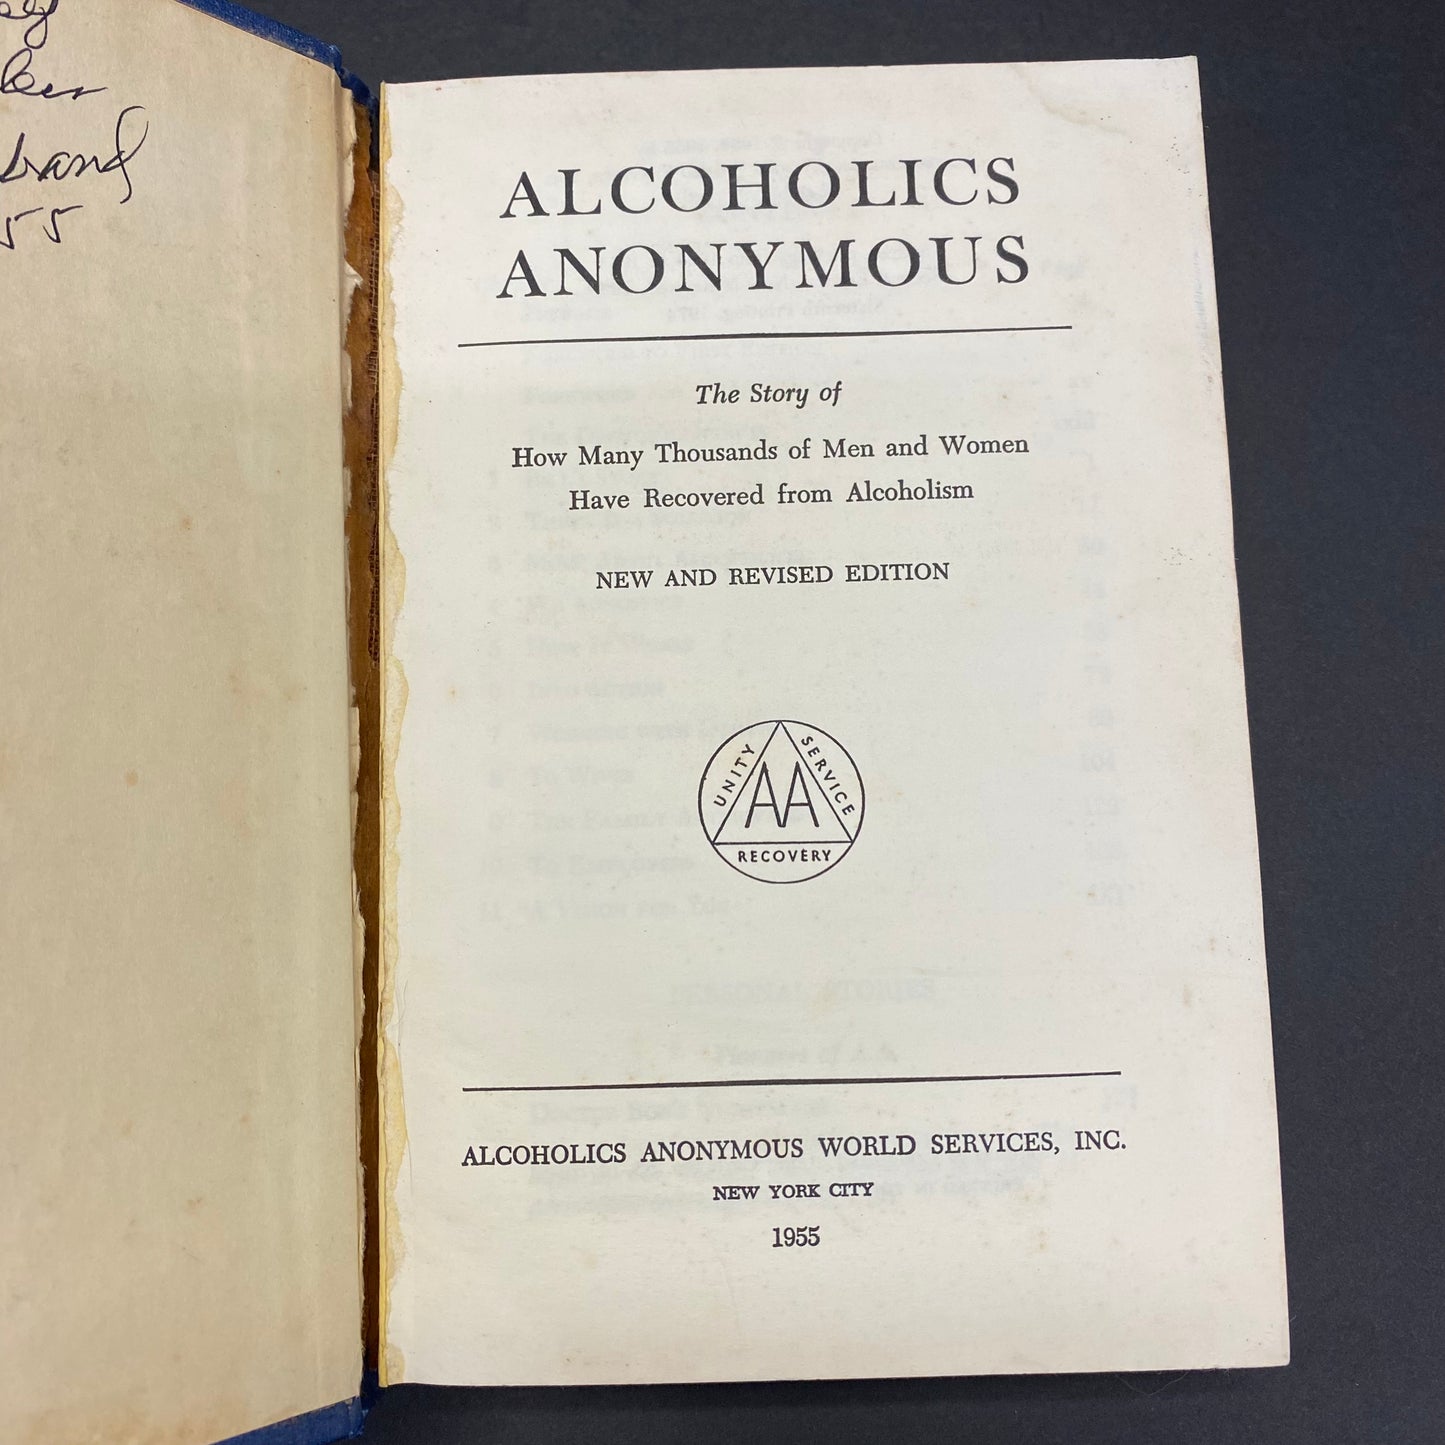 55
ALCOHOLICS
ANONYMOUS
The Story of
How Many Thousands of Men and Women
Have Recovered from Alcoholism
NEW AND REVISED EDITION
UNITY
SERVICE
AA
RECOVERY
ALCOHOLICS ANONYMOUS WORLD SERVICES, INC.
NEW YORK CITY
1955